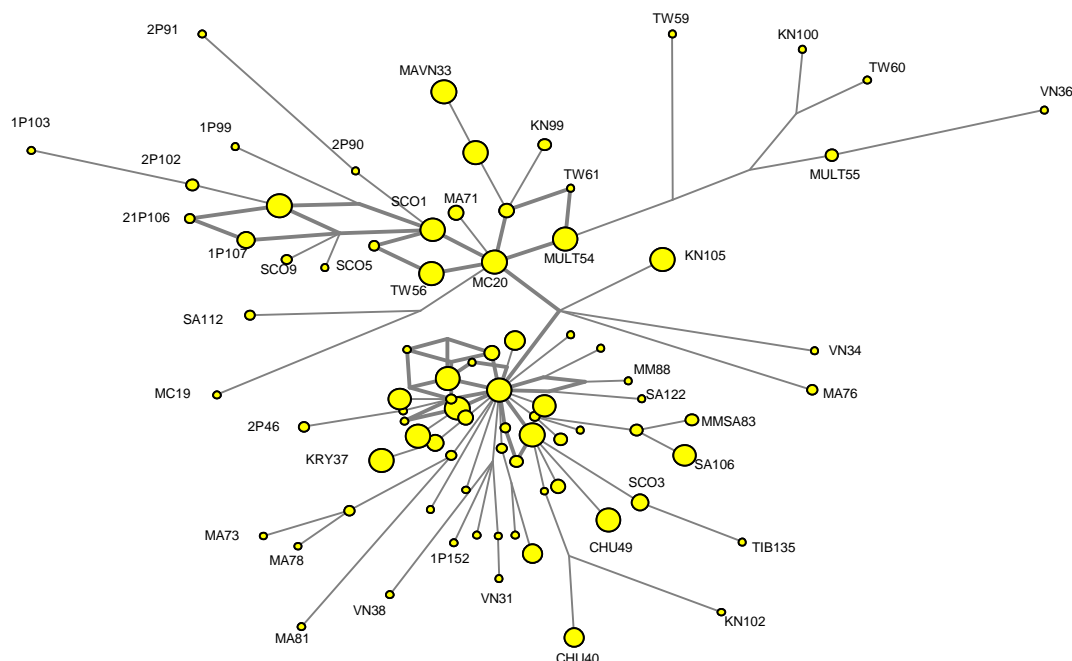 2P91
TW59
KN100
TW60
MAVN33
VN36
1P103
1P99
KN99
2P90
2P102
MULT55
TW61
SCO1
MA71
21P106
1P107
MULT54
KN105
SCO9
SCO5
TW56
MC20
SA112
VN34
MM88
MC19
SA122
MA76
2P46
MMSA83
KRY37
SA106
SCO3
MA73
CHU49
TIB135
MA78
1P152
VN31
VN38
KN102
MA81
CHU40